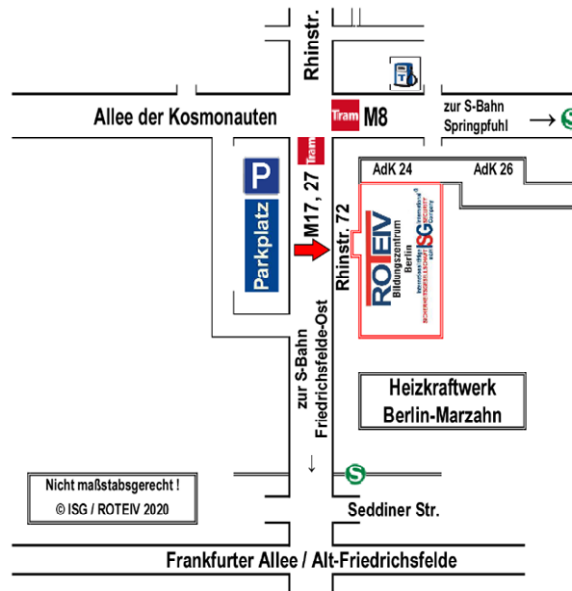 Rhinstr.
Allee der Kosmonauten
Tram M8
zur S-Bahn
Springpfuhl
→ S
T
Tram
M17, 27
P
Parkplatz
Rhinstr. 72
AdK 24
AdK 26
ROTEIV
Bildungszentrum
Berlin
ISG
zur S-Bahn
Friedrichsfelde-Ost
→
Heizkraftwerk
Berlin-Marzahn
S
Nicht maßstabsgerecht !
© ISG / ROTEIV 2020
Seddiner Str.
Frankfurter Allee / Alt-Friedrichsfelde